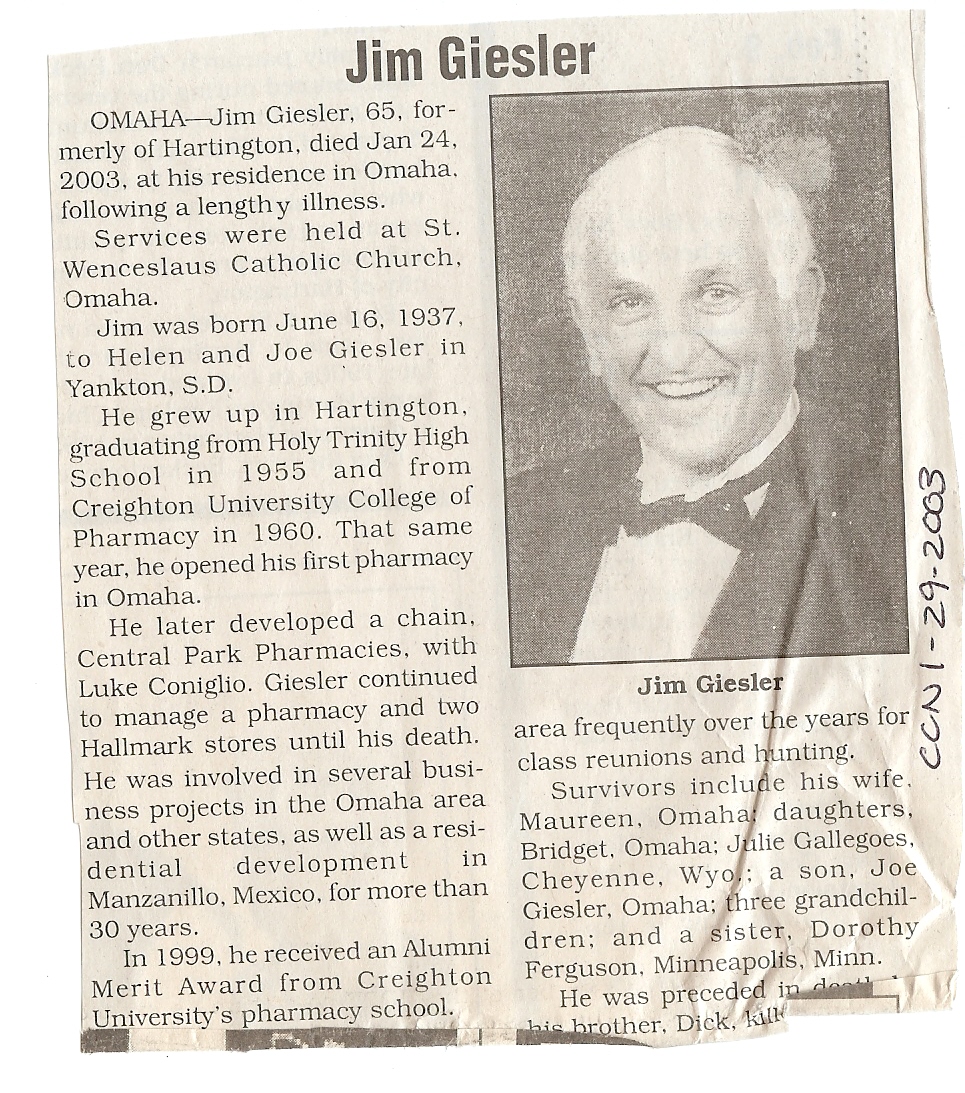 Jim Giesler
OMAHA—Jim Giesler, 65, for-
merly of Hartington, died Jan 24,
2003, at his residence in Omaha,
following a lengthy illness.
Services were held at St.
Wenceslaus Catholic Church,
Omaha.
Jim was born June 16, 1937,
to Helen and Joe Giesler in
Yankton, S.D.
He grew up in Hartington,
graduating from Holy Trinity High
School in 1955 and from
Creighton University College of
Pharmacy in 1960. That same
year, he opened his first pharmacy
in Omaha.
He later developed a chain,
Central Park Pharmacies, with
Luke Coniglio. Giesler continued
to manage a pharmacy and two
Hallmark stores until his death.
He was involved in several busi-
ness projects in the Omaha area
and other states, as well as a resi-
dential development in
Manzanillo, Mexico, for more than
30 years.
In 1999, he received an Alumni
Merit Award from Creighton
University's pharmacy school.
Jim Giesler
area frequently over the years for
class reunions and hunting.
Survivors include his wife,
Maureen, Omaha; daughters,
Bridget, Omaha; Julie Gallegoes,
Cheyenne, Wyo.; a son, Joe
Giesler, Omaha; three grandchil-
dren; and a sister, Dorothy
Ferguson, Minneapolis, Minn.
He was preceded in
his brother, Dick,
CCN 1-29-2003